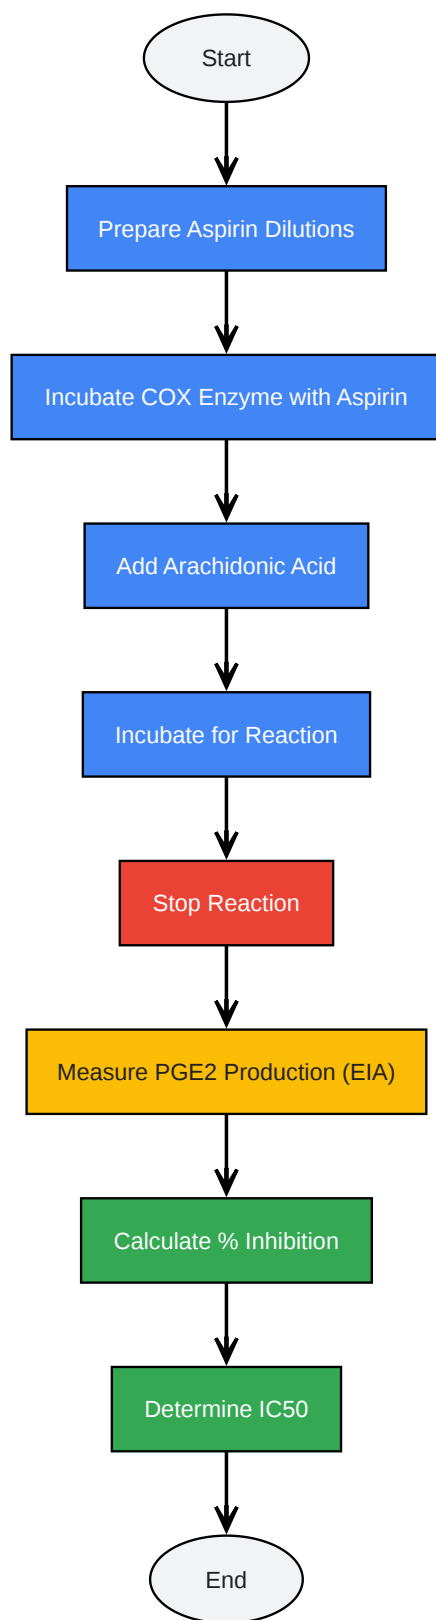 Start
Prepare Aspirin Dilutions
Incubate COX Enzyme with Aspirin
Add Arachidonic Acid
Incubate for Reaction
Stop Reaction
Measure PGE2 Production (EIA)
Calculate % Inhibition
Determine IC50
End